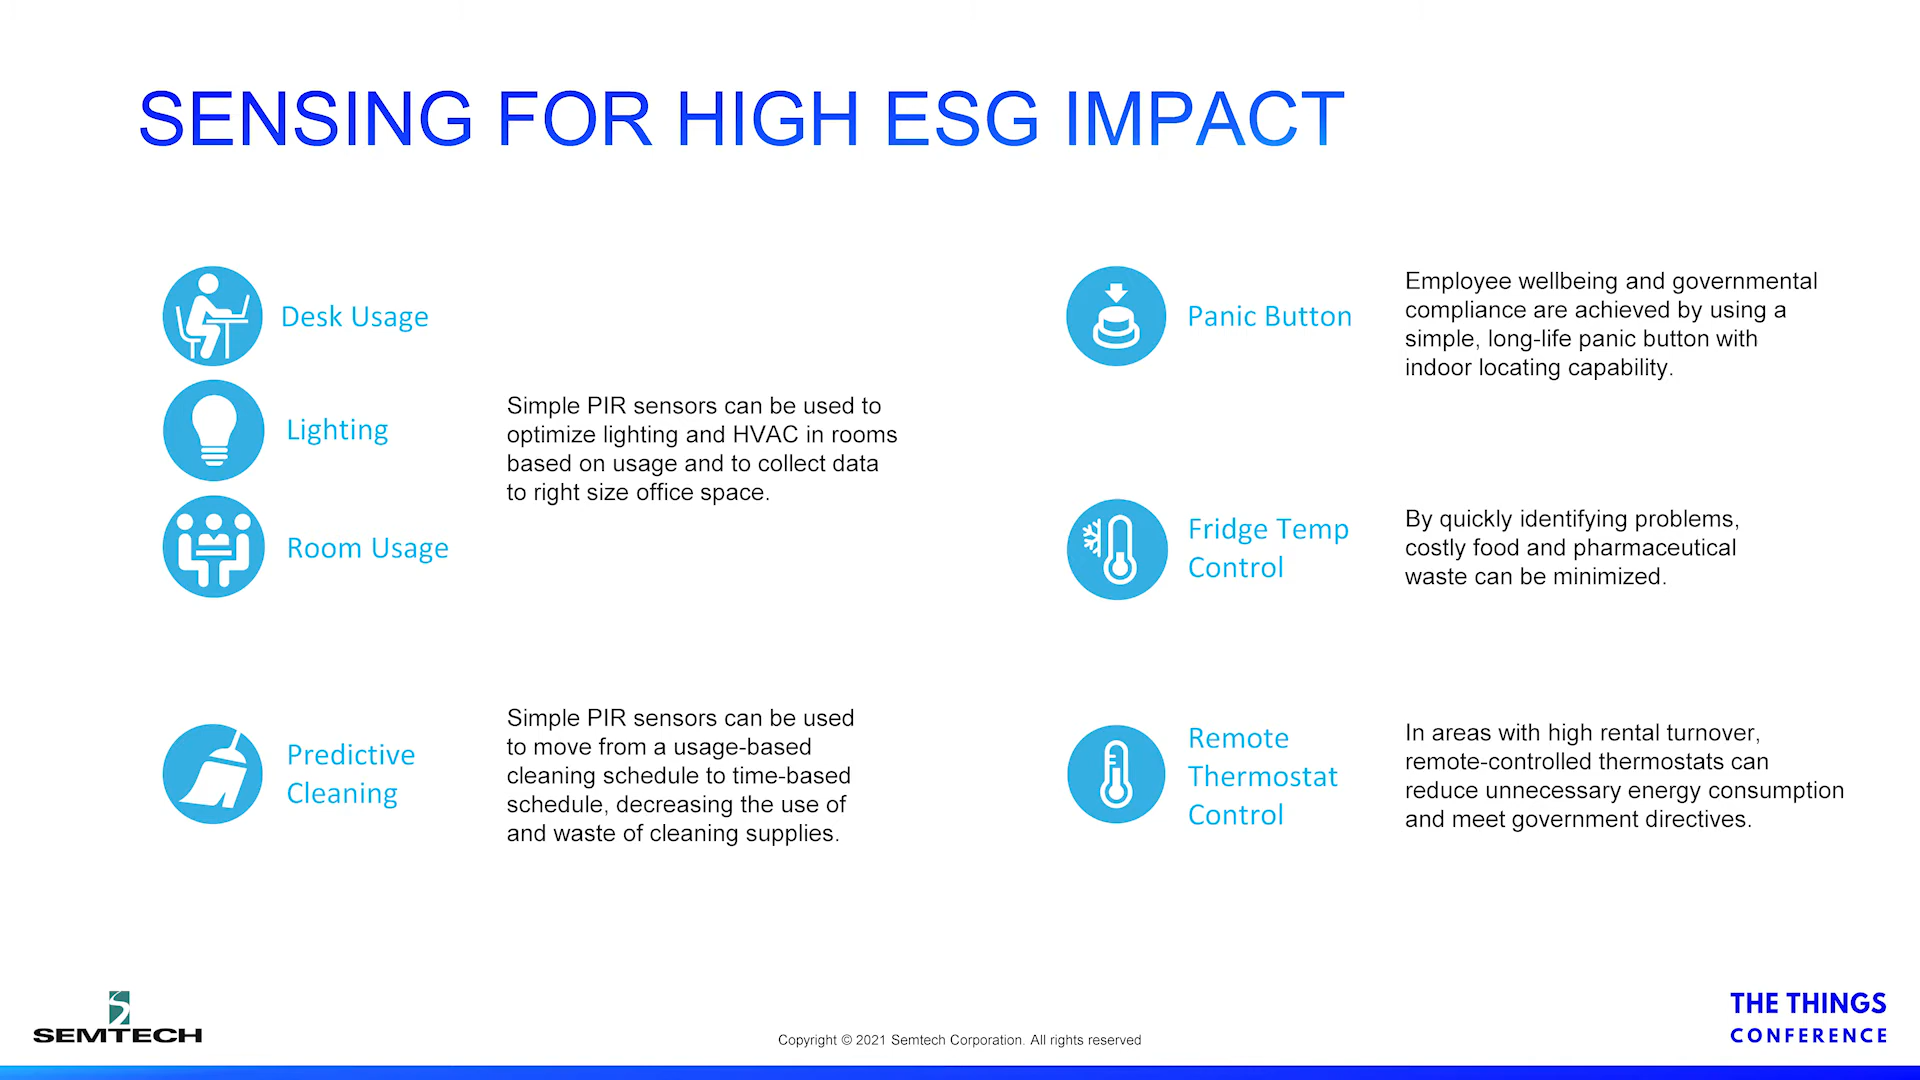 SENSING FOR HIGH ESG IMPACT
Desk Usage
Lighting
Room Usage
Simple PIR sensors can be used to
optimize lighting and HVAC in rooms
based on usage and to collect data
to right size office space.
Predictive
Cleaning
Simple PIR sensors can be used
to move from a usage-based
cleaning schedule to time-based
schedule, decreasing the use of
and waste of cleaning supplies.
Panic Button
Employee wellbeing and governmental
compliance are achieved by using a
simple, long-life panic button with
indoor locating capability.
Fridge Temp
Control
By quickly identifying problems,
costly food and pharmaceutical
waste can be minimized.
Remote
Thermostat
Control
In areas with high rental turnover,
remote-controlled thermostats can
reduce unnecessary energy consumption
and meet government directives.
SEMTECH
Copyright © 2021 Semtech Corporation. All rights reserved
THE THINGS
CONFERENCE